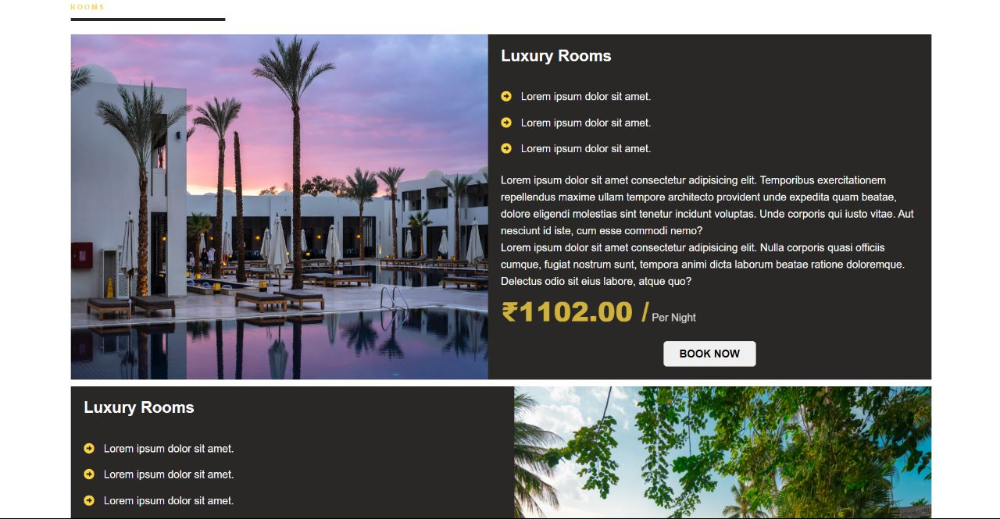 ROOMS
Luxury Rooms
Lorem ipsum dolor sit amet.
Lorem ipsum dolor sit amet.
Lorem ipsum dolor sit amet.
Lorem ipsum dolor sit amet consectetur adipisicing elit. Temporibus exercitationem
repellendus maxime ullam tempore architecto provident unde expedita quam beatae,
dolore eligendi molestias sint tenetur incidunt voluptas. Unde corporis qui iusto vitae. Aut
nesciunt id iste, cum esse commodi nemo?
Lorem ipsum dolor sit amet consectetur adipisicing elit. Nulla corporis quasi officiis
cumque, fugiat nostrum sunt, tempora animi dicta laborum beatae ratione doloremque.
Delectus odio sit eius labore, atque quo?
₹1102.00 / Per Night
BOOK NOW
Luxury Rooms
Lorem ipsum dolor sit amet.
Lorem ipsum dolor sit amet.
Lorem ipsum dolor sit amet.